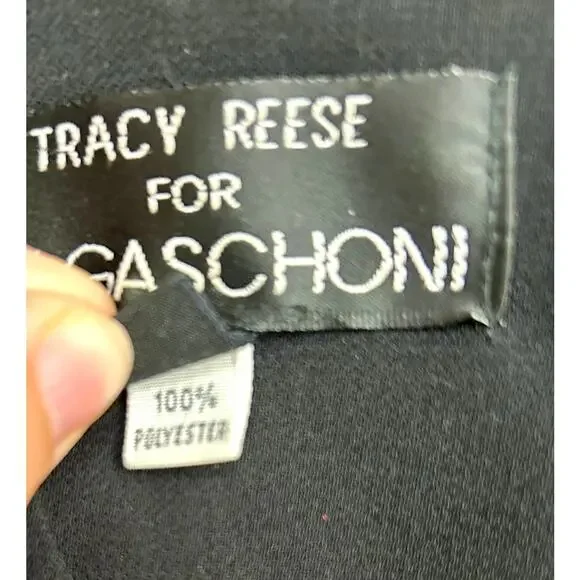 TRACY REESE
FOR
GASCHONI
100%
POLYESTER